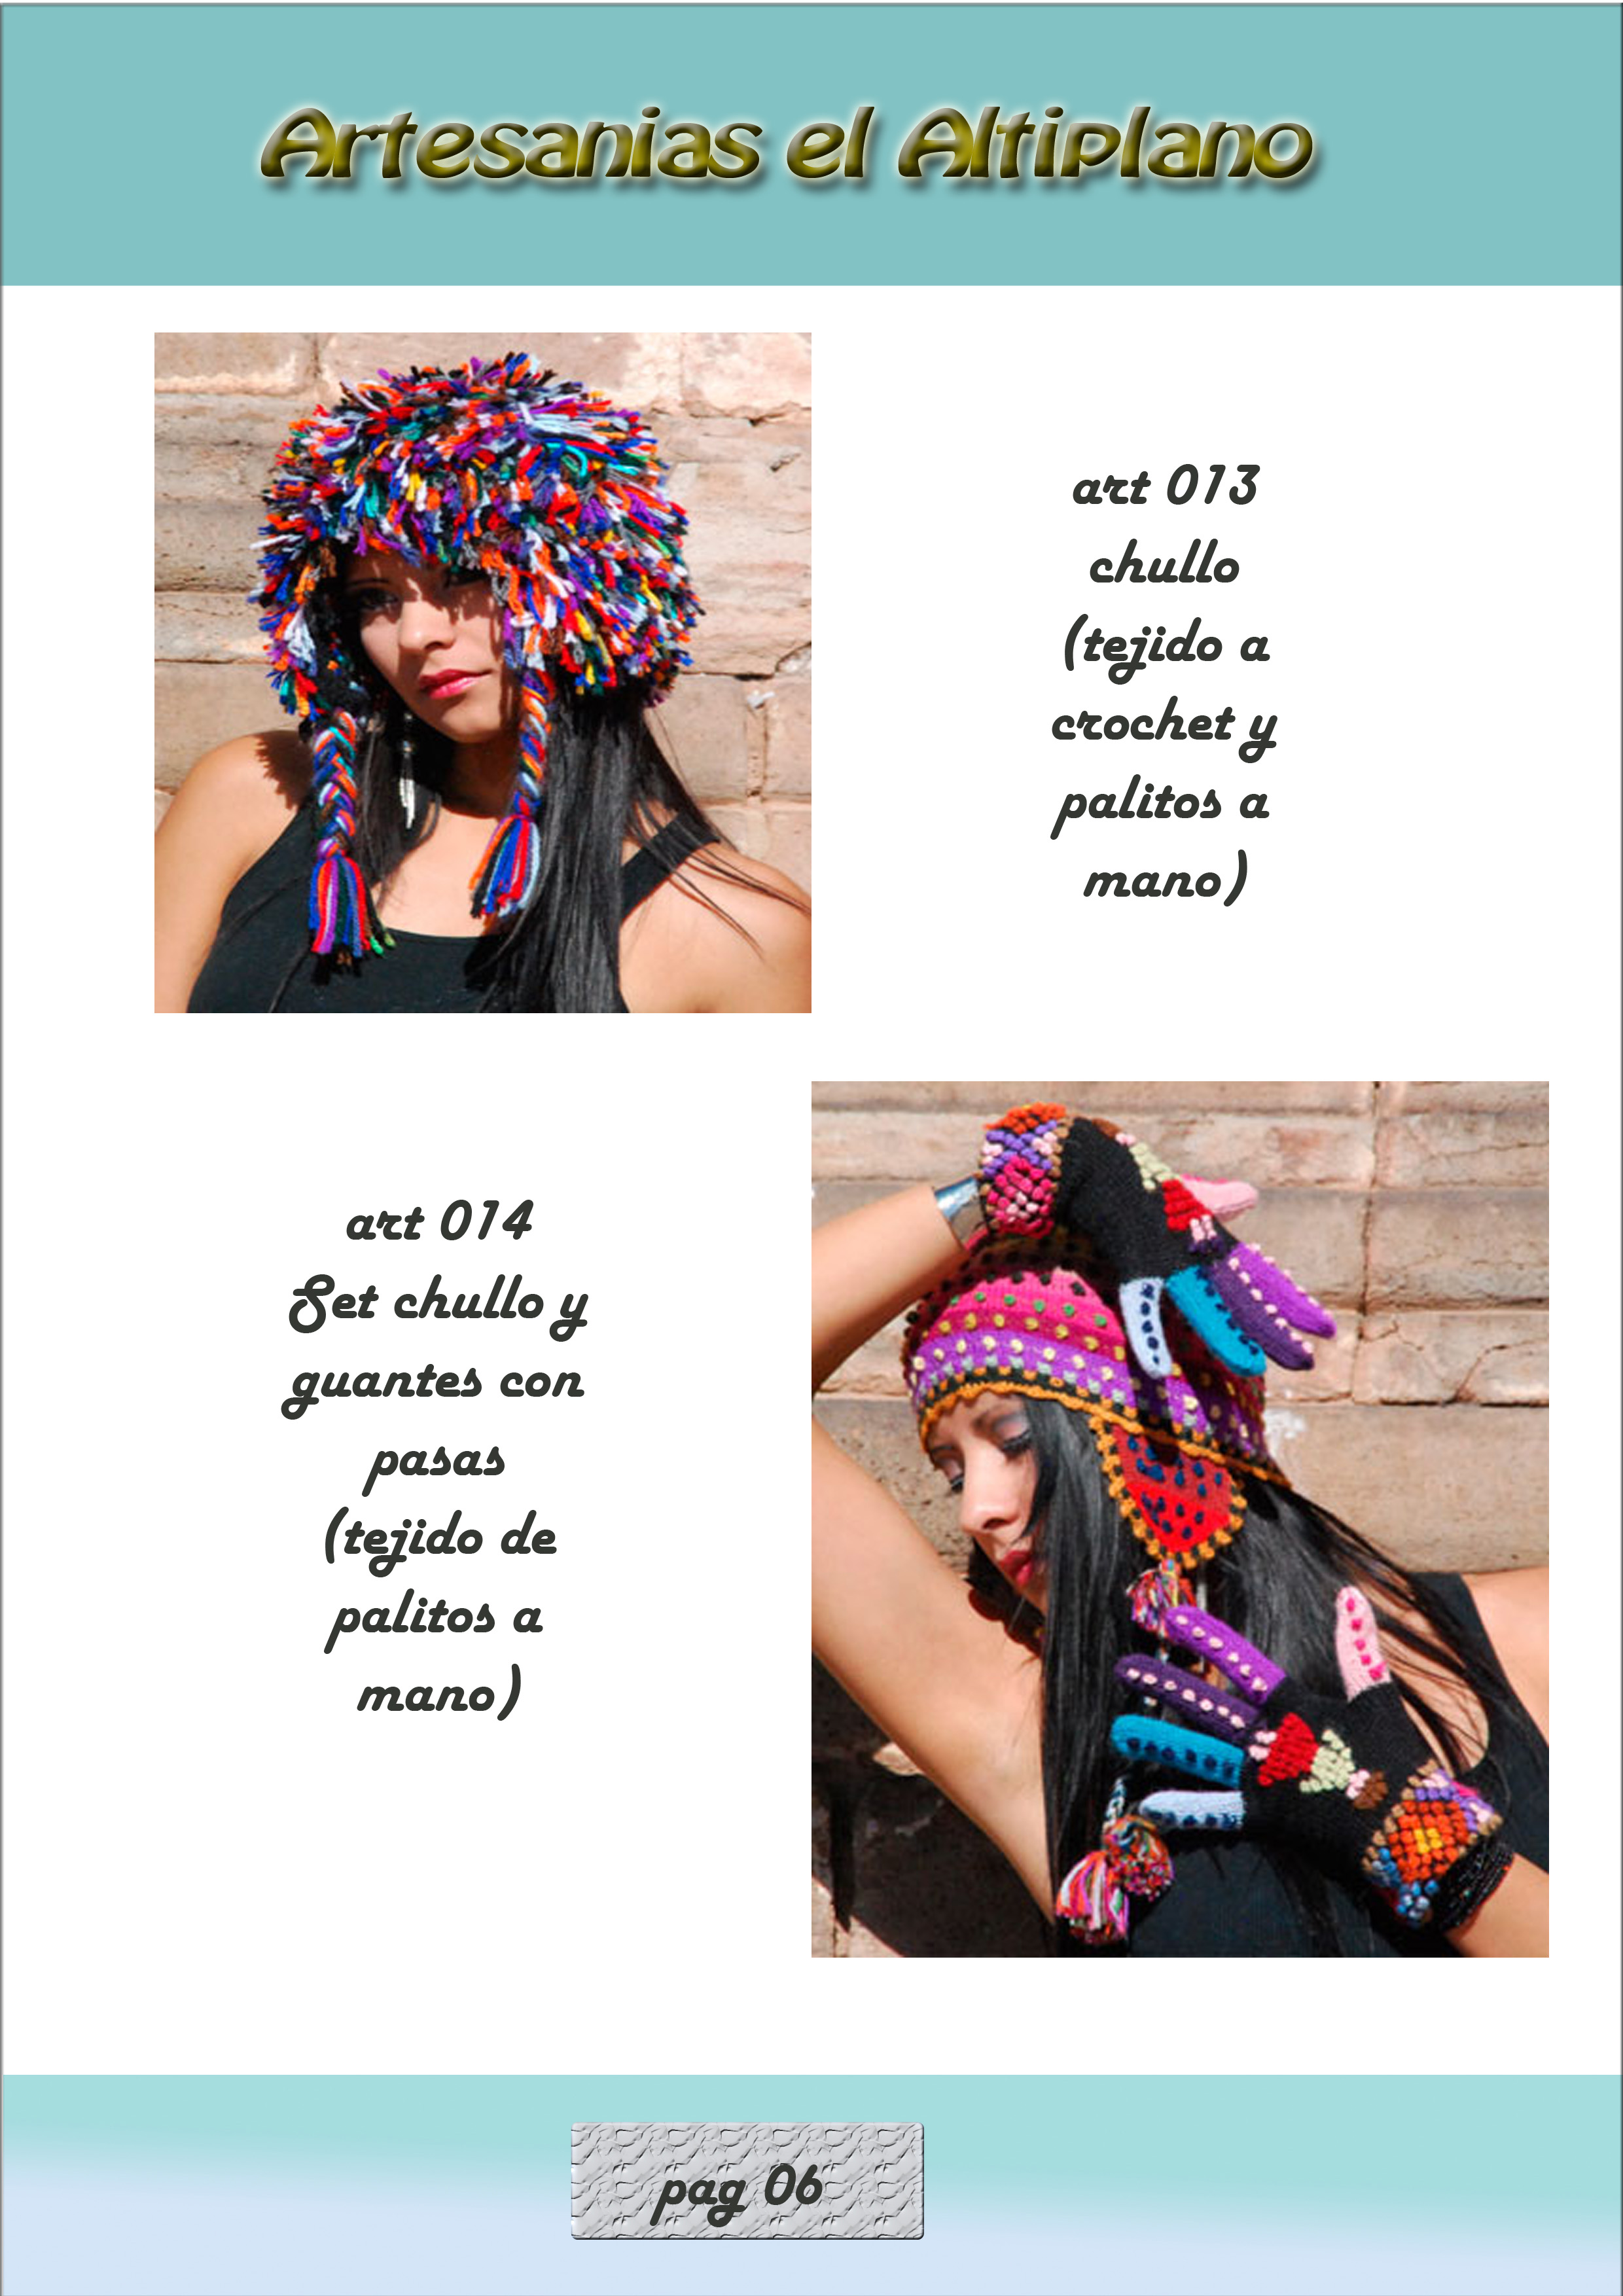 Artesanias el Altiplano
art 013
chullo
(tejido a
crochet y
palitos a
mano)
art 014
Set chullo y
guantes con
pasas
(tejido de
palitos a
mano)
pag 06